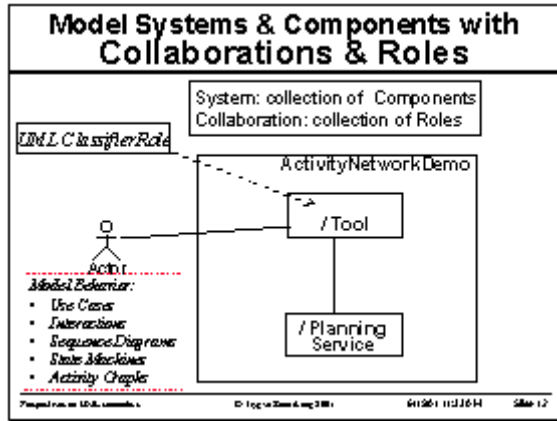 Model Systems & Components with
Collaborations & Roles
System: collection of Components
Collaboration: collection of Roles
UML ClassifierRole
ActivityNetworkDemo
/ Tool
Actor
Model Behavior:
• Use Cases
• Interactions
• Sequence Diagrams
• State Machines
• Activity Graphs
/ Planning
Service